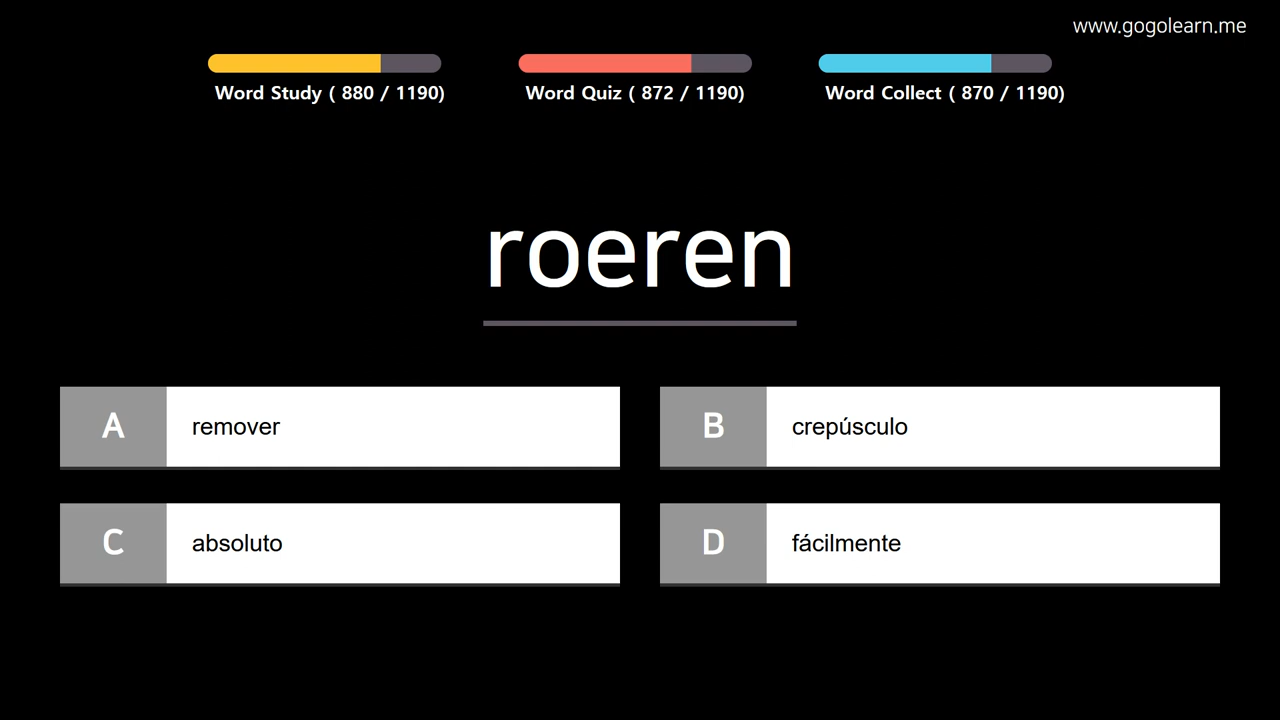 www.gogolearn.me
Word Study ( 880 / 1190)
Word Quiz ( 872 / 1190)
Word Collect ( 870 / 1190)
roeren
A remover
B crepúsculo
C absoluto
D fácilmente